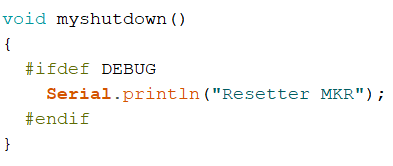 void myshutdown()
{
  #ifdef DEBUG
    Serial.println("Resetter MKR");
  #endif
}